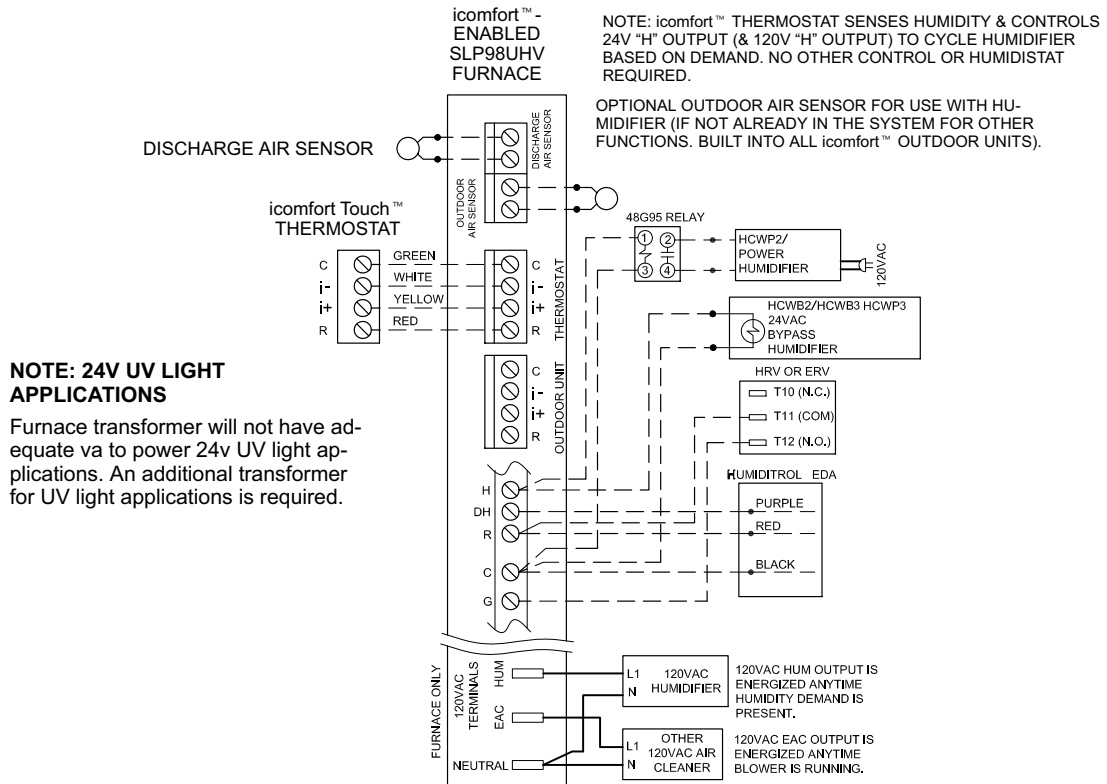 icomfort™-
ENABLED
SLP98UHV
FURNACE
NOTE: icomfort™ THERMOSTAT SENSES HUMIDITY & CONTROLS
24V “H” OUTPUT (& 120V “H” OUTPUT) TO CYCLE HUMIDIFIER
BASED ON DEMAND. NO OTHER CONTROL OR HUMIDISTAT
REQUIRED.
OPTIONAL OUTDOOR AIR SENSOR FOR USE WITH HU-
MIDIFIER (IF NOT ALREADY IN THE SYSTEM FOR OTHER
FUNCTIONS. BUILT INTO ALL icomfort™ OUTDOOR UNITS).
DISCHARGE AIR SENSOR
DISCHARGE
AIR SENSOR
OUTDOOR
AIR SENSOR
icomfort Touch™
THERMOSTAT
C
i-
i+
R
GREEN
WHITE
YELLOW
RED
C
i-
i+
R
THERMOSTAT
48G95 RELAY
1
2
3
4
HCWP2/
POWER
HUMIDIFIER
120VAC
HCWB2/HCWB3 HCWP3
24VAC
BYPASS
HUMIDIFIER
NOTE: 24V UV LIGHT
APPLICATIONS
Furnace transformer will not have ad-
equate va to power 24v UV light ap-
plications. An additional transformer
for UV light applications is required.
C
i-
i+
R
OUTDOOR UNIT
HRV OR ERV
T10 (N.C.)
T11 (COM)
T12 (N.O.)
H
DH
R
C
G
HUMIDITROL EDA
PURPLE
RED
BLACK
FURNACE ONLY
120VAC
TERMINALS
HUM
EAC
NEUTRAL
L1
N
120VAC
HUMIDIFIER
120VAC HUM OUTPUT IS
ENERGIZED ANYTIME
HUMIDITY DEMAND IS
PRESENT.
L1
N
OTHER
120VAC AIR
CLEANER
120VAC EAC OUTPUT IS
ENERGIZED ANYTIME
BLOWER IS RUNNING.